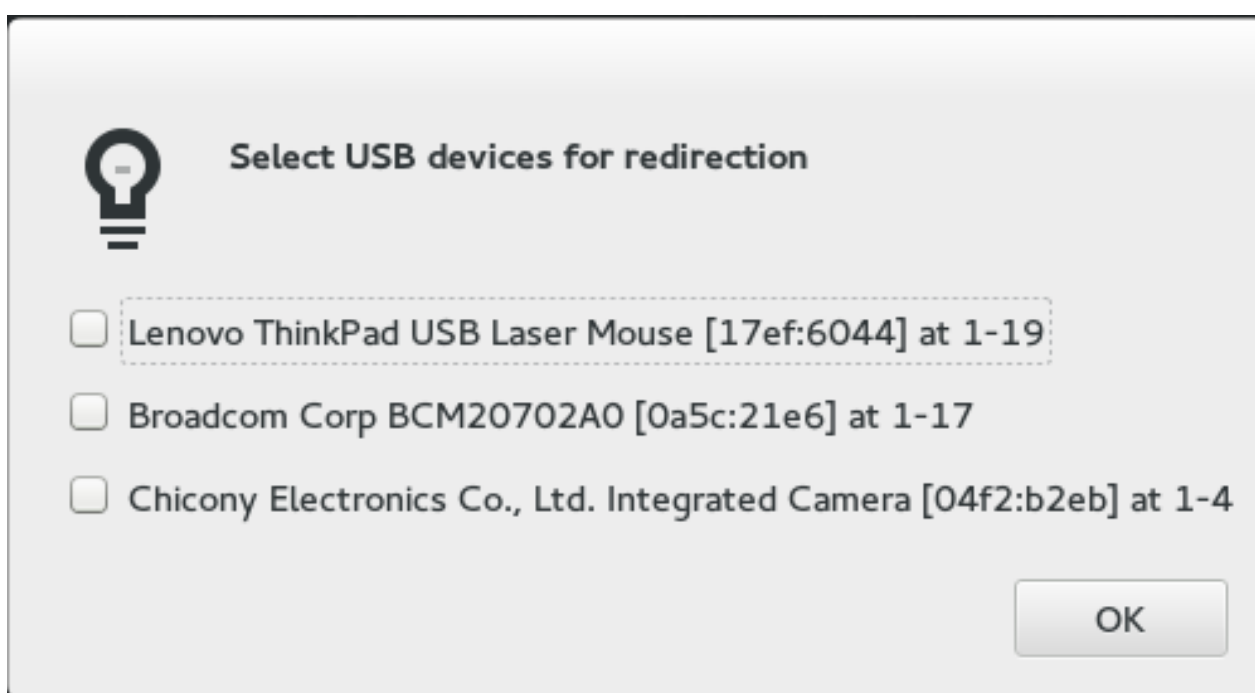 Select USB devices for redirection
Lenovo ThinkPad USB Laser Mouse [17ef:6044] at 1-19
Broadcom Corp BCM20702A0 [0a5c:21e6] at 1-17
Chicony Electronics Co., Ltd. Integrated Camera [04f2:b2eb] at 1-4
OK